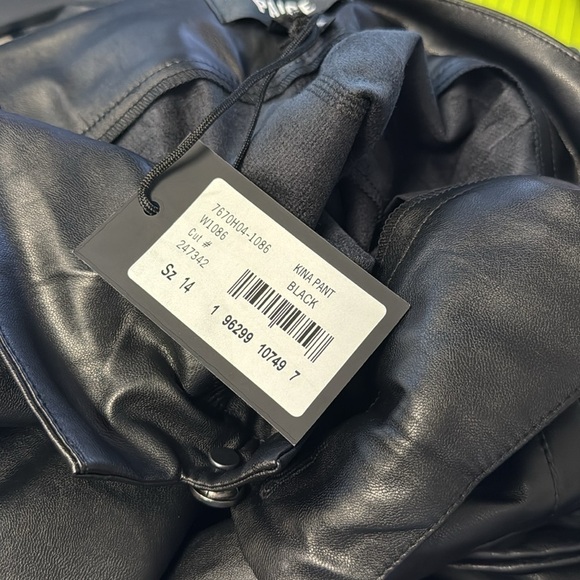 PAIGE
7670H04-1086
W1086
Cut #
247342
Sz 14
KINA PANT
BLACK
1 96299 10749 7